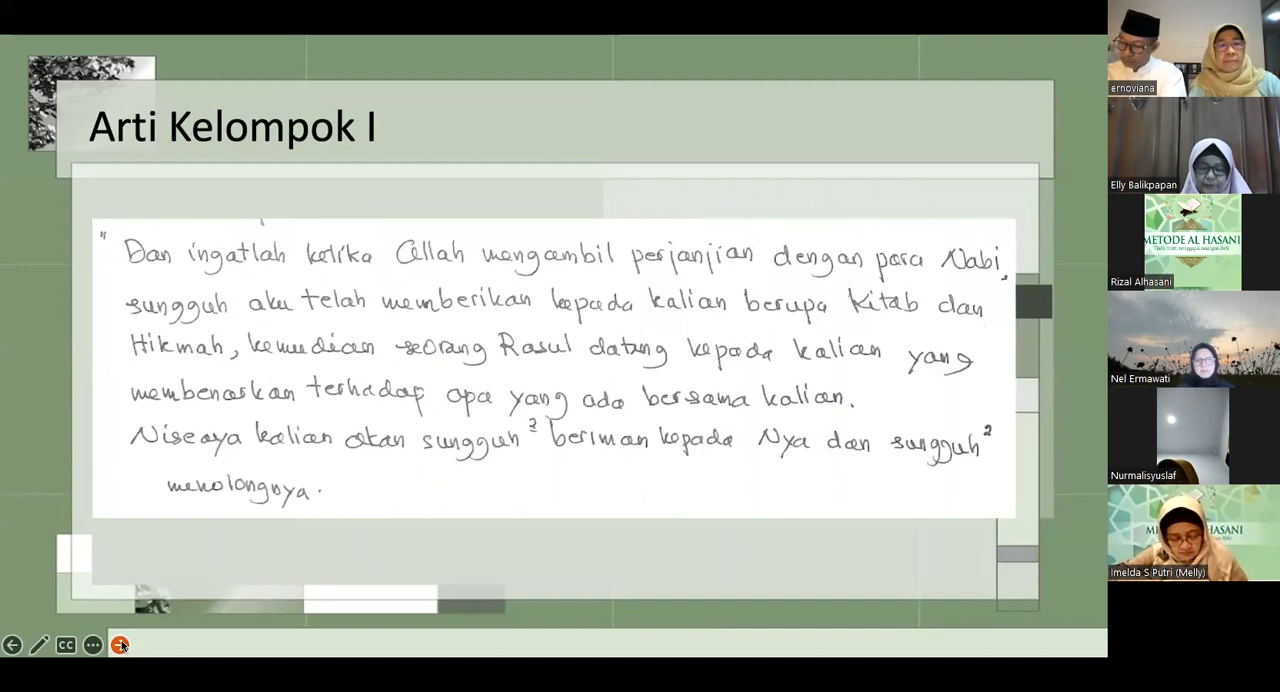 Arti Kelompok I
" Dan ingatlah ketika Allah mengambil perjanjian dengan para Nabi,
sungguh aku telah memberikan kepada kalian berupa Kitab dan
Hikmah, kemudian seorang Rasul datang kepada kalian yang
membenarkan terhadap apa yang ada bersama kalian.
Niscaya kalian akan sungguh² beriman kepada Nya dan sungguh²
menolongnya.
CC
ernoviana
Elly Balikpapan
METODE AL HASANI
Rizal Alhasani
Nel Ermawati
Nurmalisyuslaf
HASANI
Imelda S Putri (Melly)